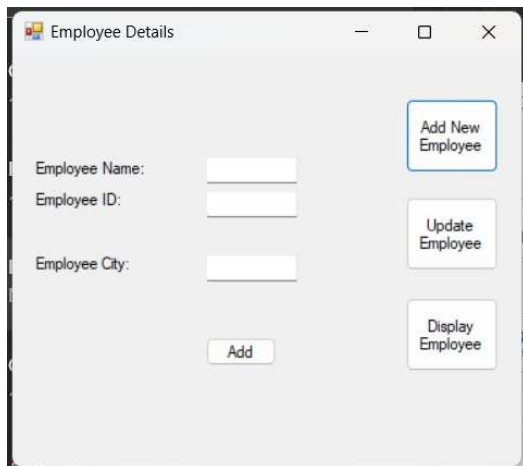 Employee Details
Add New
Employee
Employee Name:
Employee ID:
Update
Employee
Employee City:
Display
Employee
Add